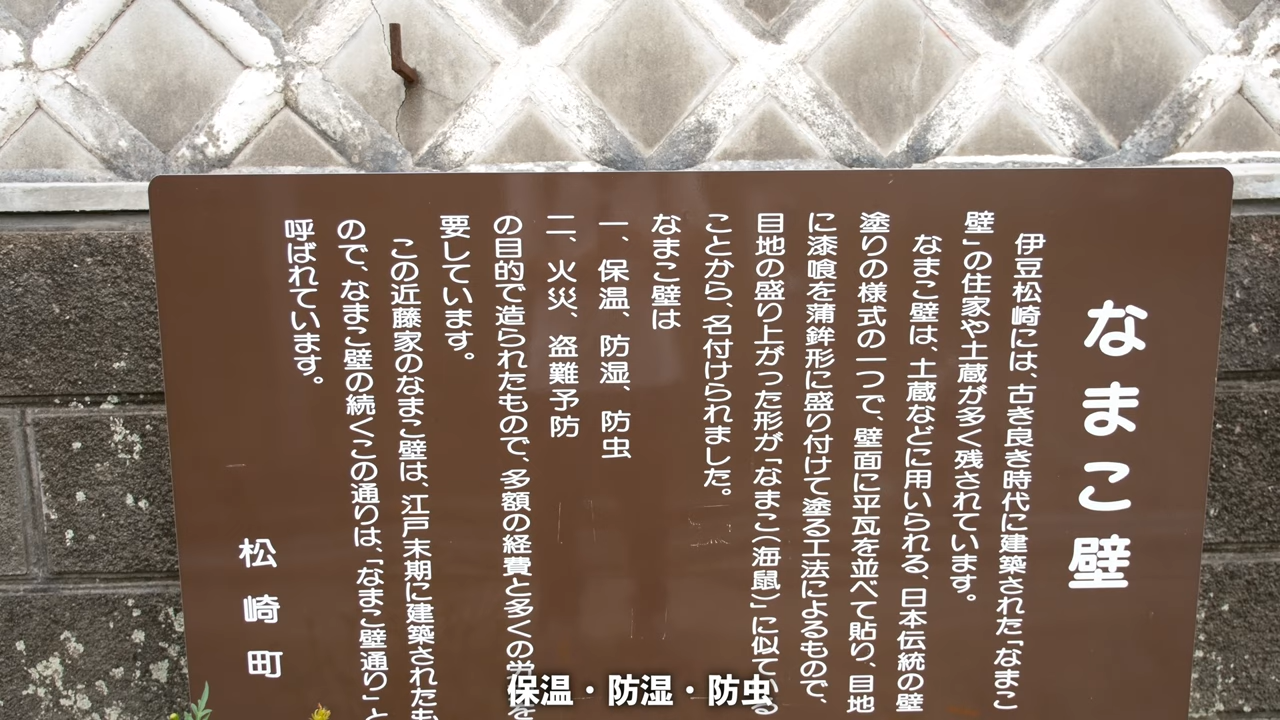 なまこ壁
伊豆松崎には、古き良き時代に建築された「なまこ
壁」の住家や土蔵が多く残されています。
なまこ壁は、土蔵などに用いられる、日本伝統の壁
塗りの様式の一つで、壁面に平瓦を並べて貼り、目地
に漆喰を蒲鉾形に盛り付けて塗る工法によるもので、
目地の盛り上がった形が「なまこ(海鼠)」に似ている
ことから、名付けられました。
なまこ壁は
一、保温、防湿、防虫
二、火災、盗難予防
の目的で造られたもので、多額の経費と多くの労力を
要しています。
この近藤家のなまこ壁は、江戸末期に建築されたも
ので、なまこ壁の続くこの通りは、「なまこ壁通り」と
呼ばれています。
松崎町
保温・防湿・防虫